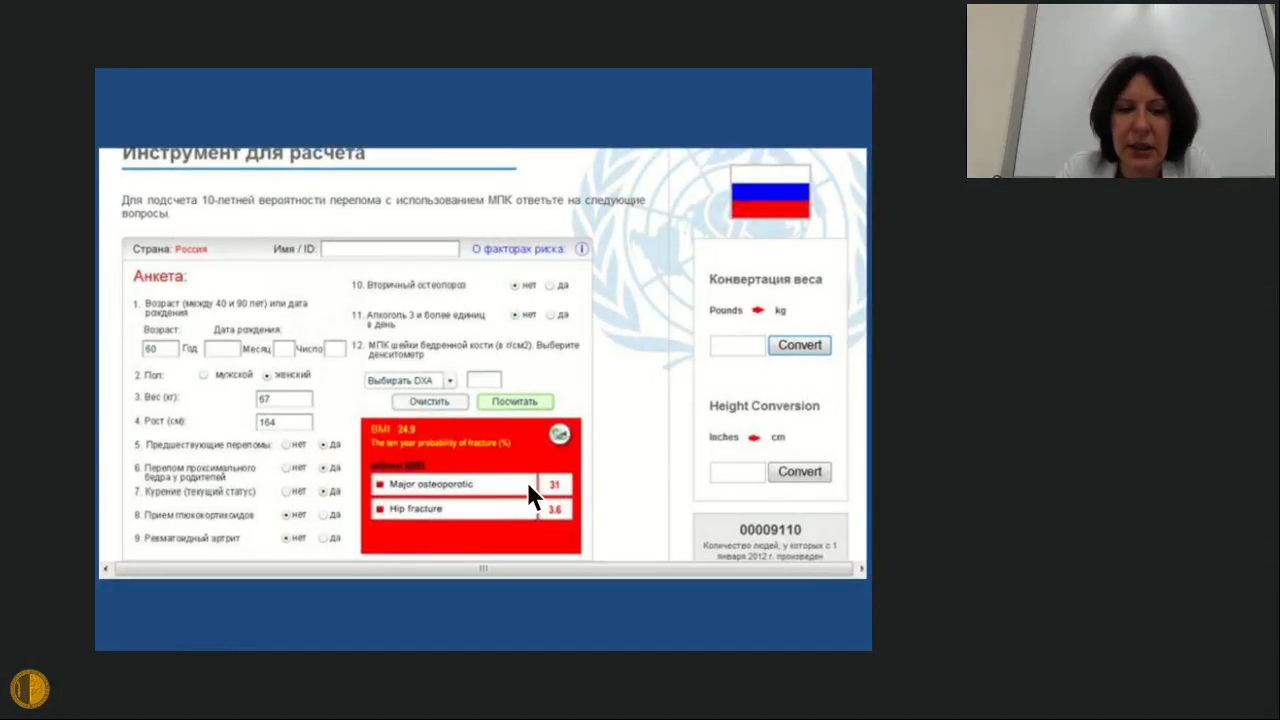 Инструмент для расчета
Для подсчета 10-летней вероятности перелома с использованием МПК ответьте на следующие
вопросы.
Страна: Россия
Имя / ID:
О факторах риска:
Анкета:
1. Возраст (между 40 и 90 лет) или дата
рождения
Возраст:
Дата рождения:
60
Год
Месяц
Число
2. Пол:
мужской
женский
3. Вес (кг):
67
4. Рост (см):
164
5. Предшествующие переломы:
нет
да
6. Перелом проксимального
бедра у родителей
нет
да
7. Курение (текущий статус)
нет
да
8. Прием глюкокортикоидов
нет
да
9. Ревматоидный артрит
нет
да
10. Вторичный остеопороз
нет
да
11. Алкоголь 3 и более единиц
в день
нет
да
12. МПК шейки бедренной кости (в г/см2). Выберите
денситометр
Выбирать DXA
Очистить
Посчитать
BMI 24.9
The ten year probability of fracture (%)
without BMD
Major osteoporotic
31
Hip fracture
3.6
Конвертация веса
Pounds
kg
Convert
Height Conversion
Inches
cm
Convert
00009110
Количество людей, у которых с 1
января 2012 г. произведен